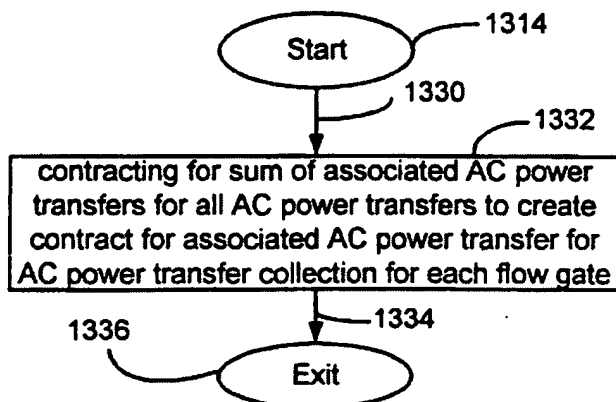 Start
1314
1330
1332
contracting for sum of associated AC power
transfers for all AC power transfers to create
contract for associated AC power transfer for
AC power transfer collection for each flow gate
1334
1336
Exit